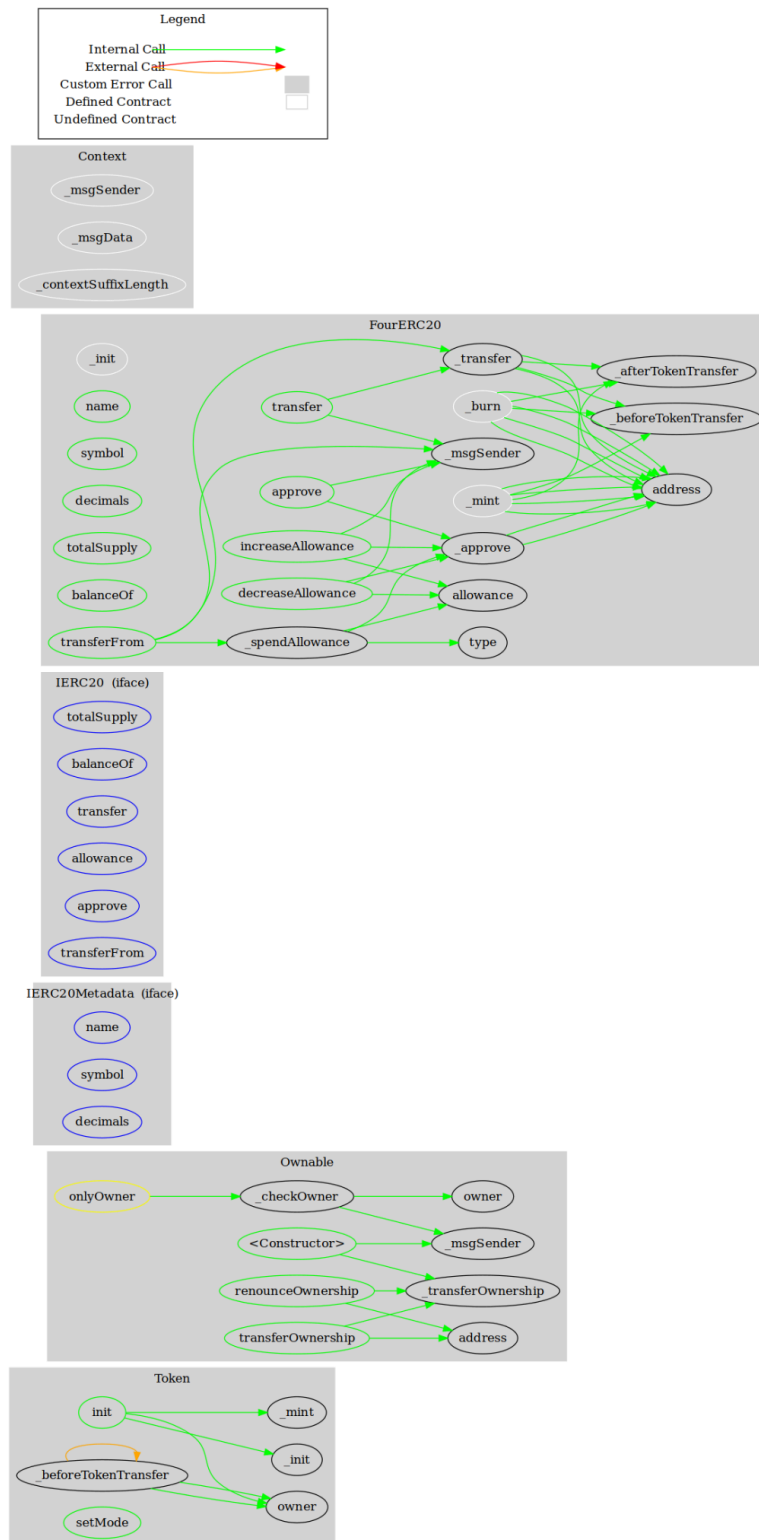 Legend
Internal Call
External Call
Custom Error Call
Defined Contract
Undefined Contract
Context
_msgSender
_msgData
_contextSuffixLength
FourERC20
_init
name
symbol
decimals
totalSupply
balanceOf
transferFrom
transfer
approve
increaseAllowance
decreaseAllowance
_spendAllowance
_transfer
_burn
_msgSender
_mint
_approve
allowance
type
_afterTokenTransfer
_beforeTokenTransfer
address
IERC20 (iface)
totalSupply
balanceOf
transfer
allowance
approve
transferFrom
IERC20Metadata (iface)
name
symbol
decimals
Ownable
onlyOwner
_checkOwner
<Constructor>
renounceOwnership
transferOwnership
owner
_msgSender
_transferOwnership
address
Token
init
_beforeTokenTransfer
setMode
_mint
_init
owner